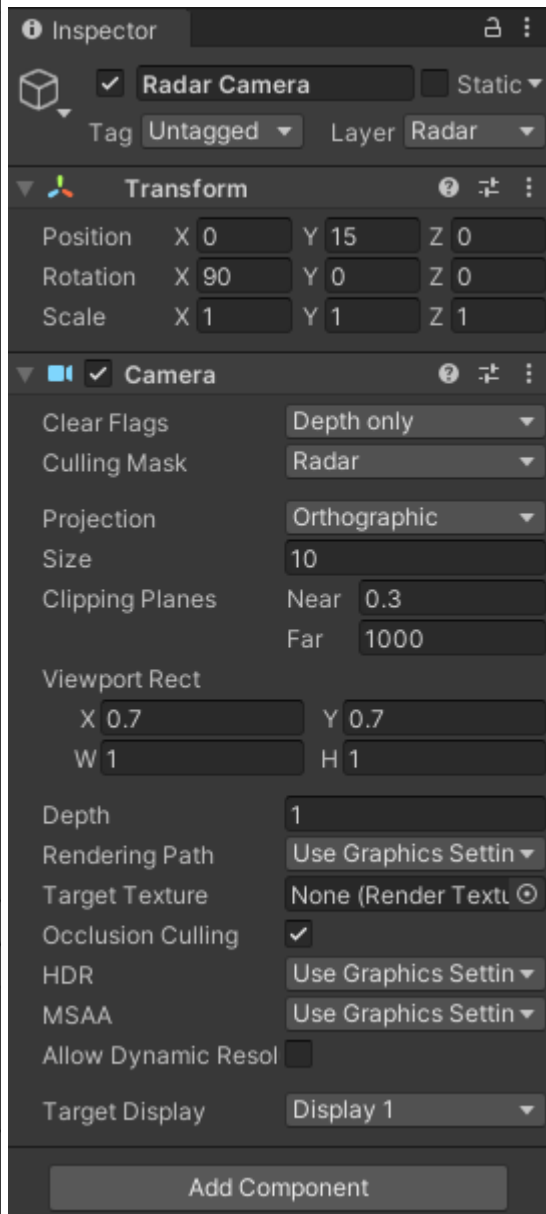 Inspector
Radar Camera Static
Tag Untagged Layer Radar
Transform
Position X 0 Y 15 Z 0
Rotation X 90 Y 0 Z 0
Scale X 1 Y 1 Z 1
Camera
Clear Flags Depth only
Culling Mask Radar
Projection Orthographic
Size 10
Clipping Planes Near 0.3
Far 1000
Viewport Rect
X 0.7 Y 0.7
W 1 H 1
Depth 1
Rendering Path Use Graphics Settin
Target Texture None (Render Textu
Occlusion Culling
HDR Use Graphics Settin
MSAA Use Graphics Settin
Allow Dynamic Resol
Target Display Display 1
Add Component